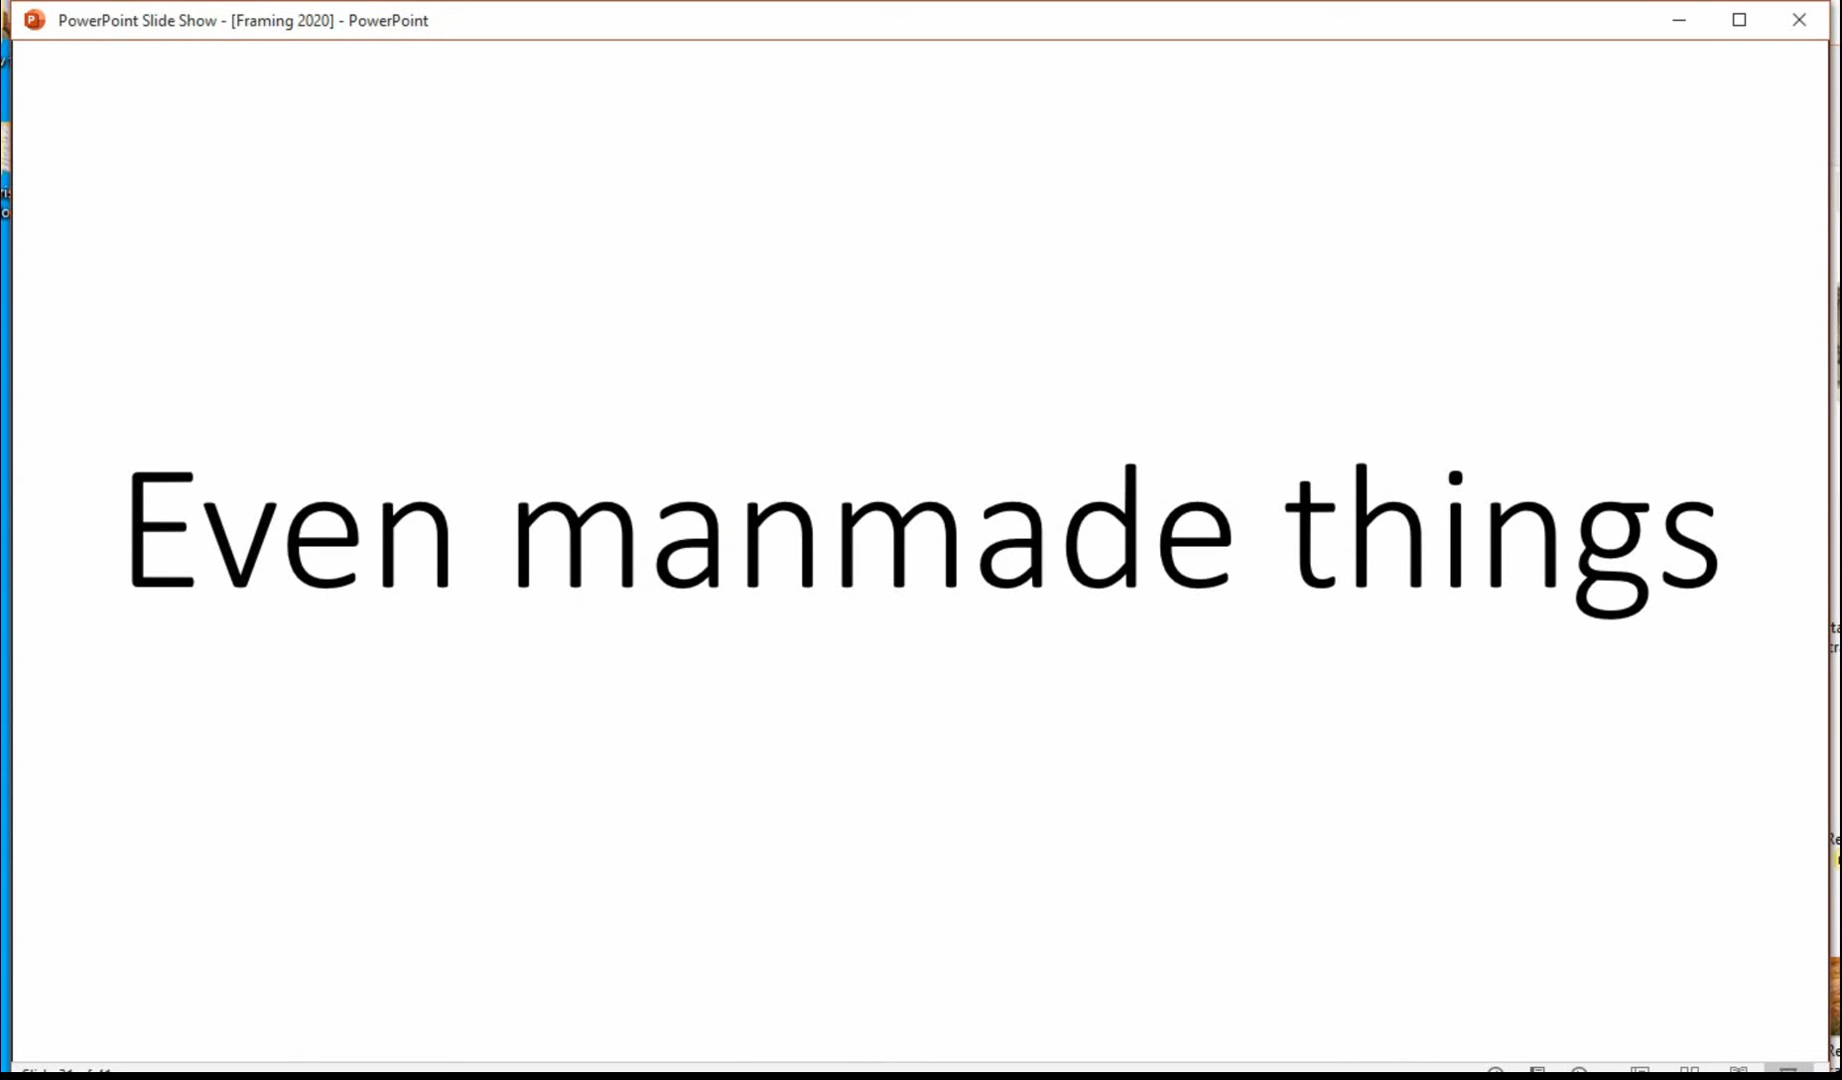 PowerPoint Slide Show - [Framing 2020] - PowerPoint
Even manmade things